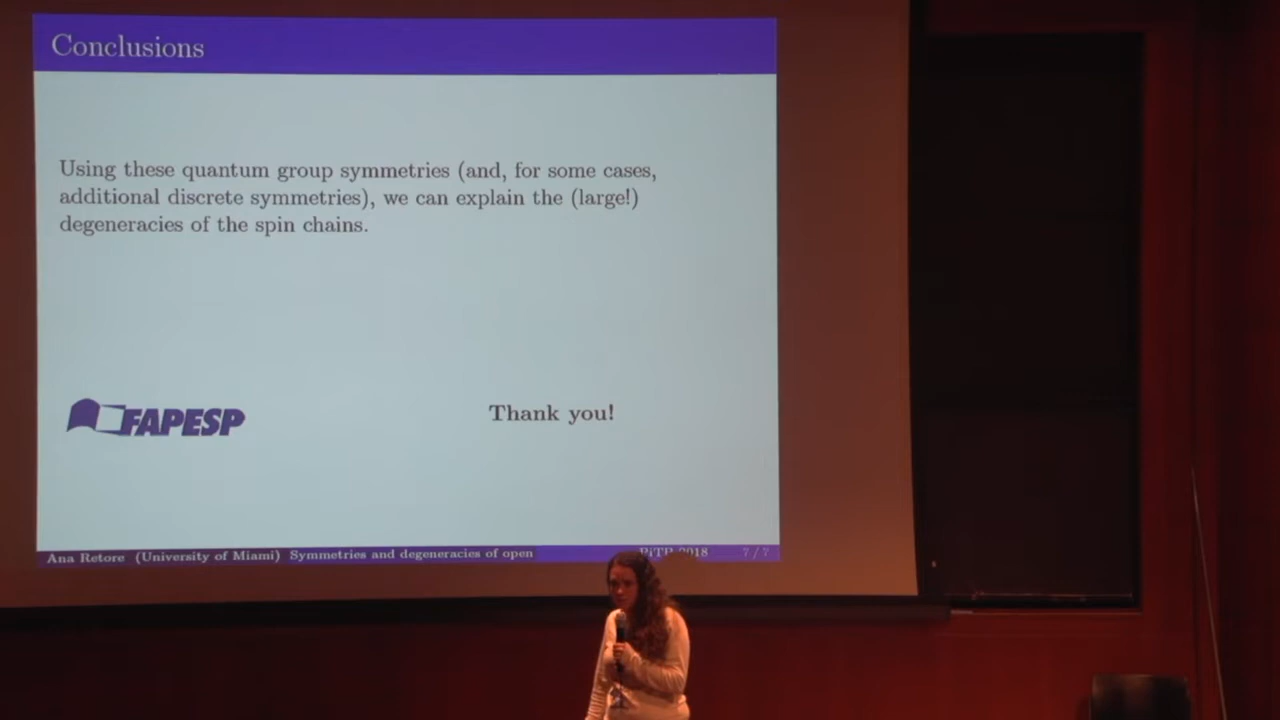 Conclusions
Using these quantum group symmetries (and, for some cases,
additional discrete symmetries), we can explain the (large!)
degeneracies of the spin chains.
FAPESP
Thank you!
Ana Retore (University of Miami) Symmetries and degeneracies of open PiTP 2018 7 / 7